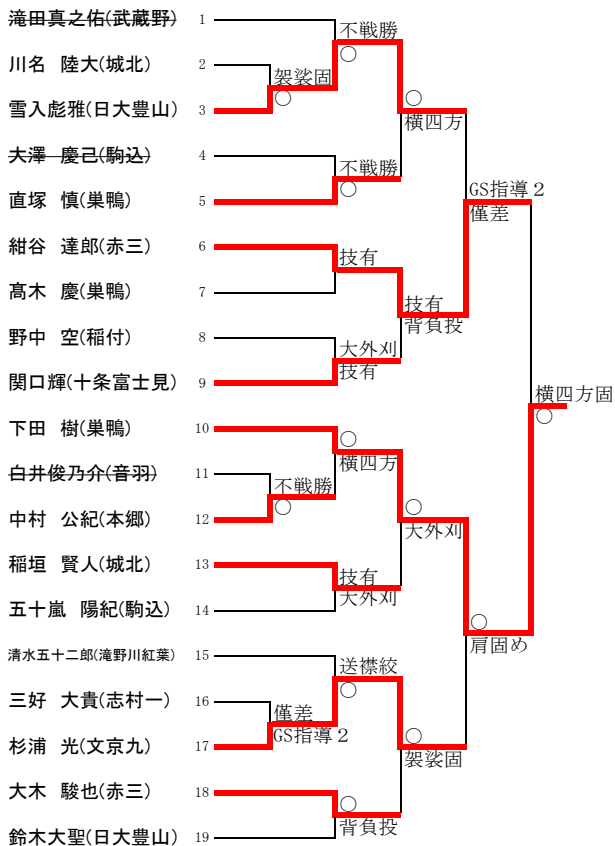 滝田真之佑(武蔵野) 1
川名 陸大(城北) 2
雪入彪雅(日大豊山) 3
大澤 慶己(駒込) 4
直塚 慎(巣鴨) 5
紺谷 達郎(赤三) 6
髙木 慶(巣鴨) 7
野中 空(稲付) 8
関口輝(十条富士見) 9
下田 樹(巣鴨) 10
白井俊乃介(音羽) 11
中村 公紀(本郷) 12
稲垣 賢人(城北) 13
五十嵐 陽紀(駒込) 14
清水五十二郎(滝野川紅葉) 15
三好 大貴(志村一) 16
杉浦 光(文京九) 17
大木 駿也(赤三) 18
鈴木大聖(日大豊山) 19
袈裟固
○
不戦勝
○
僅差
GS指導２
不戦勝
○
不戦勝
○
技有
大外刈
技有
○
横四方
技有
大外刈
送襟絞
○
○
背負投
○
横四方
技有
背負投
○
大外刈
○
袈裟固
GS指導２
僅差
○
肩固め
横四方固
○